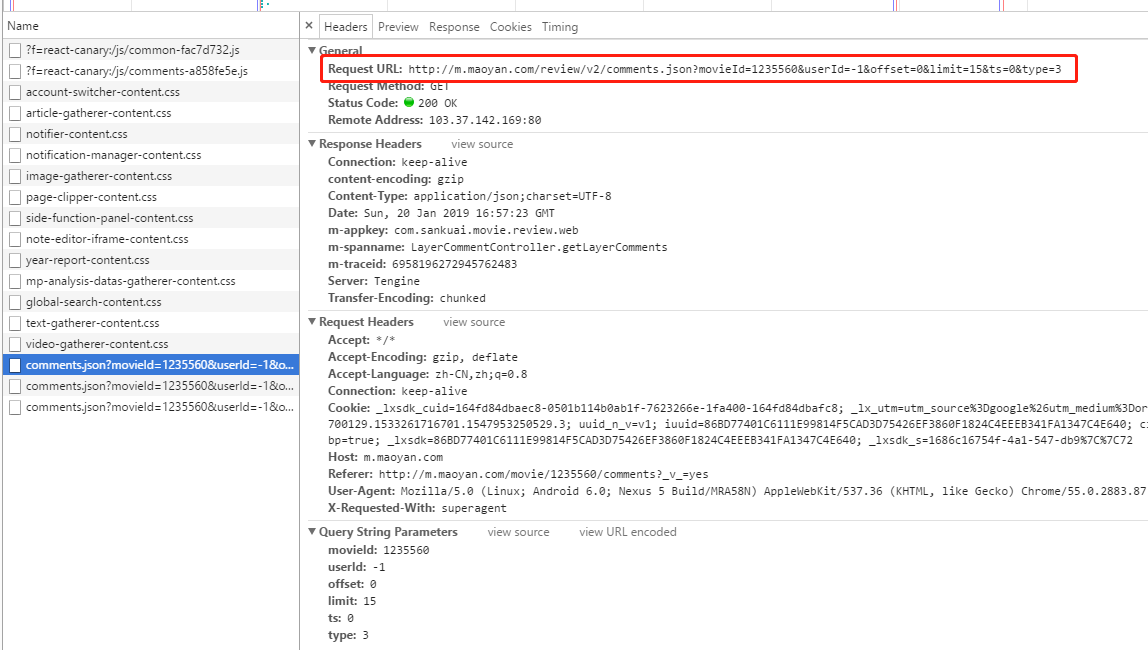 Name
?f=react-canary:/js/common-fac7d732.js
?f=react-canary:/js/comments-a858fe5e.js
account-switcher-content.css
article-gatherer-content.css
notifier-content.css
notification-manager-content.css
image-gatherer-content.css
page-clipper-content.css
side-function-panel-content.css
note-editor-iframe-content.css
year-report-content.css
mp-analysis-datas-gatherer-content.css
global-search-content.css
text-gatherer-content.css
video-gatherer-content.css
comments.json?movieId=1235560&userId=-1&o...
comments.json?movieId=1235560&userId=-1&o...
comments.json?movieId=1235560&userId=-1&o...
× Headers Preview Response Cookies Timing
General
Request URL: http://m.maoyan.com/review/v2/comments.json?movieId=1235560&userId=-1&offset=0&limit=15&ts=0&type=3
Request Method: GET
Status Code: 200 OK
Remote Address: 103.37.142.169:80
Response Headers view source
Connection: keep-alive
content-encoding: gzip
Content-Type: application/json;charset=UTF-8
Date: Sun, 20 Jan 2019 16:57:23 GMT
m-appkey: com.sankuai.movie.review.web
m-spanname: LayerCommentController.getLayerComments
m-traceid: 6958196272945762483
Server: Tengine
Transfer-Encoding: chunked
Request Headers view source
Accept: */*
Accept-Encoding: gzip, deflate
Accept-Language: zh-CN,zh;q=0.8
Connection: keep-alive
Cookie: _lxsdk_cuid=164fd84dbaec8-0501b114b0ab1f-7623266e-1fa400-164fd84dbafc8; _lx_utm=utm_source%3Dgoogle%26utm_medium%3Dor
700129.1533261716701.1547953250529.3; uuid_n_v=v1; iuuid=86BD77401C6111E99814F5CAD3D75426EF3860F1824C4EEEB341FA1347C4E640; ci
bp=true; _lxsdk=86BD77401C6111E99814F5CAD3D75426EF3860F1824C4EEEB341FA1347C4E640; _lxsdk_s=1686c16754f-4a1-547-db9%7C%7C72
Host: m.maoyan.com
Referer: http://m.maoyan.com/movie/1235560/comments?_v_=yes
User-Agent: Mozilla/5.0 (Linux; Android 6.0; Nexus 5 Build/MRA58N) AppleWebKit/537.36 (KHTML, like Gecko) Chrome/55.0.2883.87
X-Requested-With: superagent
Query String Parameters view source view URL encoded
movieId: 1235560
userId: -1
offset: 0
limit: 15
ts: 0
type: 3